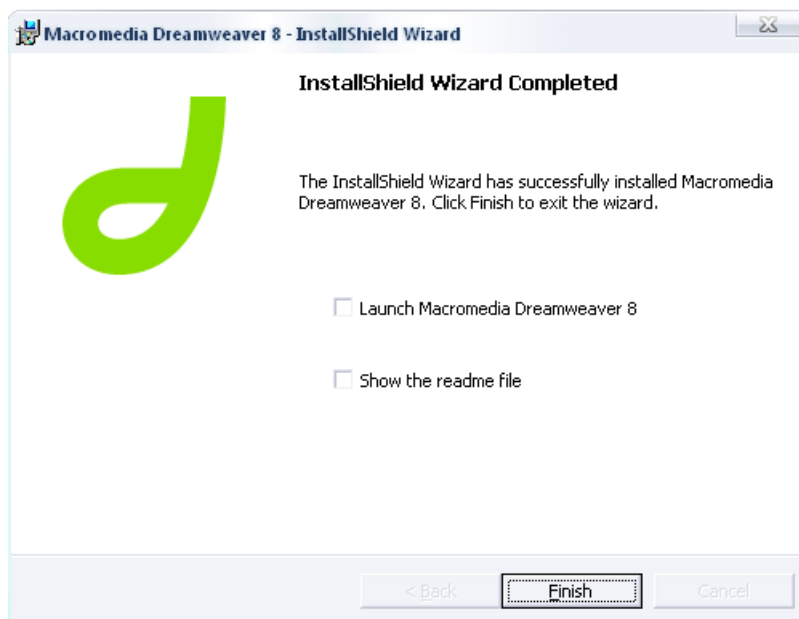 Macromedia Dreamweaver 8 - InstallShield Wizard
InstallShield Wizard Completed
The InstallShield Wizard has successfully installed Macromedia
Dreamweaver 8. Click Finish to exit the wizard.
Launch Macromedia Dreamweaver 8
Show the readme file
< Back
Finish
Cancel